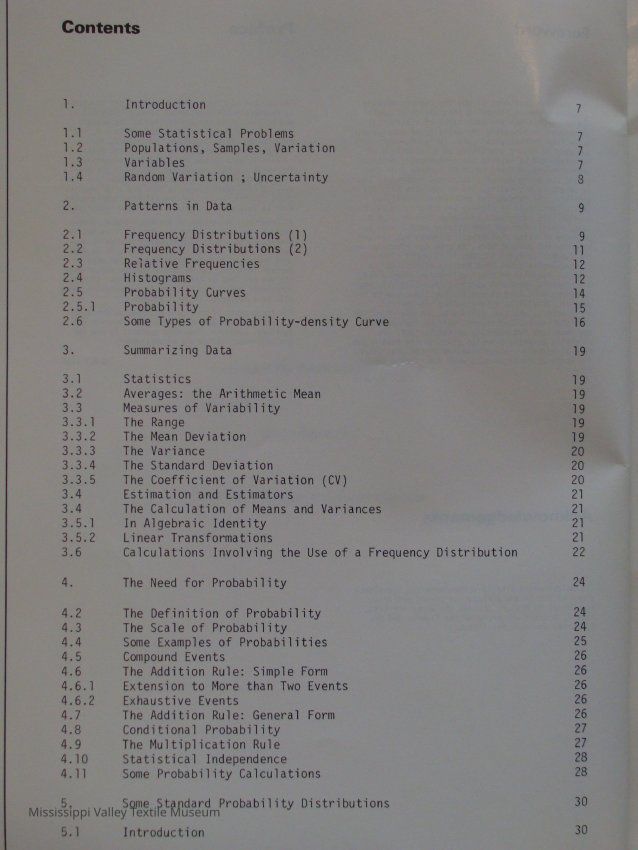 Contents
1. Introduction 7
1.1 Some Statistical Problems 7
1.2 Populations, Samples, Variation 7
1.3 Variables 7
1.4 Random Variation ; Uncertainty 8
2. Patterns in Data 9
2.1 Frequency Distributions (1) 9
2.2 Frequency Distributions (2) 11
2.3 Relative Frequencies 12
2.4 Histograms 12
2.5 Probability Curves 14
2.5.1 Probability 15
2.6 Some Types of Probability-density Curve 16
3. Summarizing Data 19
3.1 Statistics 19
3.2 Averages: the Arithmetic Mean 19
3.3 Measures of Variability 19
3.3.1 The Range 19
3.3.2 The Mean Deviation 19
3.3.3 The Variance 20
3.3.4 The Standard Deviation 20
3.3.5 The Coefficient of Variation (CV) 20
3.4 Estimation and Estimators 21
3.4 The Calculation of Means and Variances 21
3.5.1 In Algebraic Identity 21
3.5.2 Linear Transformations 21
3.6 Calculations Involving the Use of a Frequency Distribution 22
4. The Need for Probability 24
4.2 The Definition of Probability 24
4.3 The Scale of Probability 24
4.4 Some Examples of Probabilities 25
4.5 Compound Events 26
4.6 The Addition Rule: Simple Form 26
4.6.1 Extension to More than Two Events 26
4.6.2 Exhaustive Events 26
4.7 The Addition Rule: General Form 26
4.8 Conditional Probability 27
4.9 The Multiplication Rule 27
4.10 Statistical Independence 28
4.11 Some Probability Calculations 28
5. Some Standard Probability Distributions 30
Mississippi Valley Textile Museum
5.1 Introduction 30